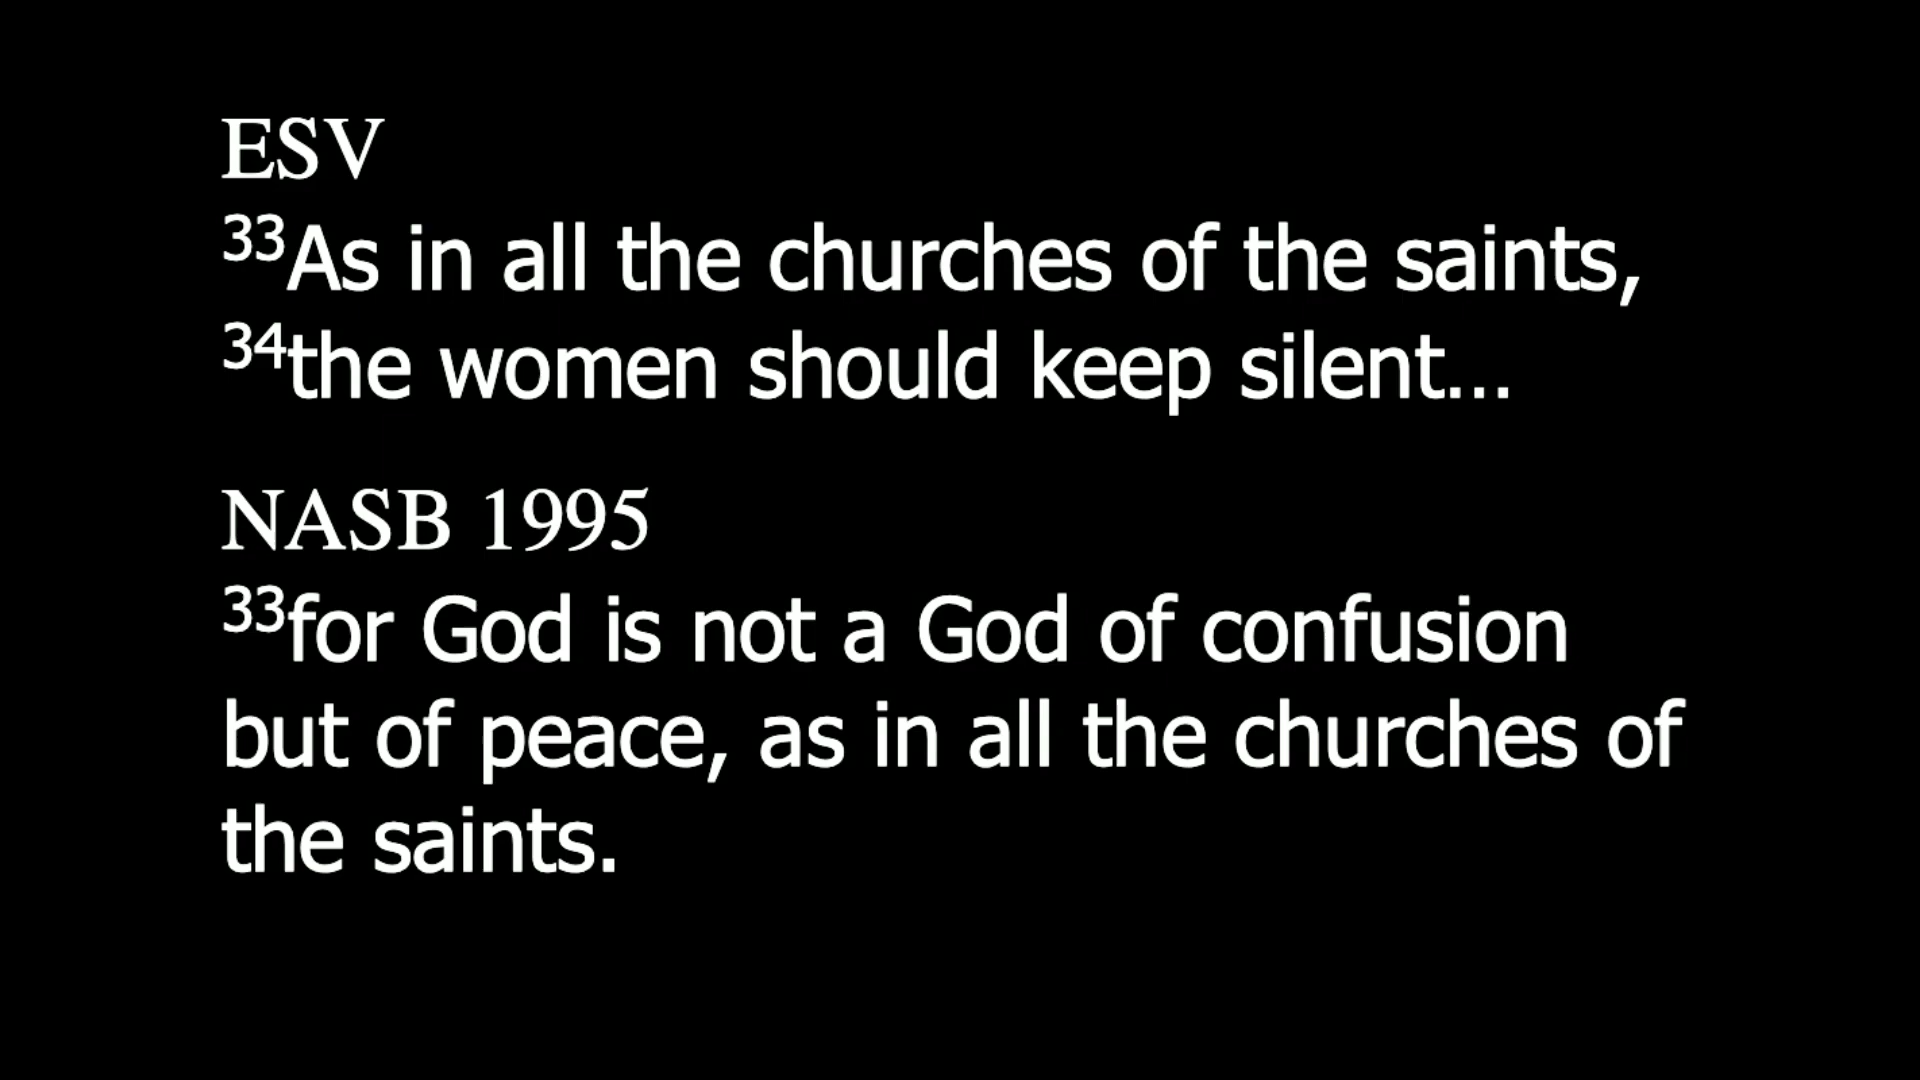 ESV
³³As in all the churches of the saints,
³⁴the women should keep silent...
NASB 1995
³³for God is not a God of confusion
but of peace, as in all the churches of
the saints.